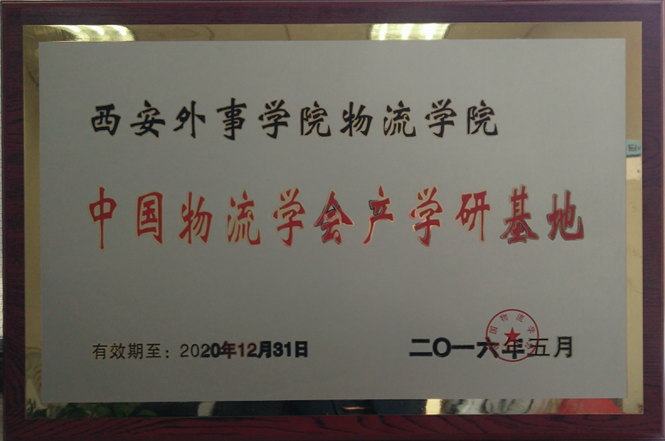 西安外事学院物流学院
中国物流学会产学研基地
有效期至：2020年12月31日
二〇一六年五月